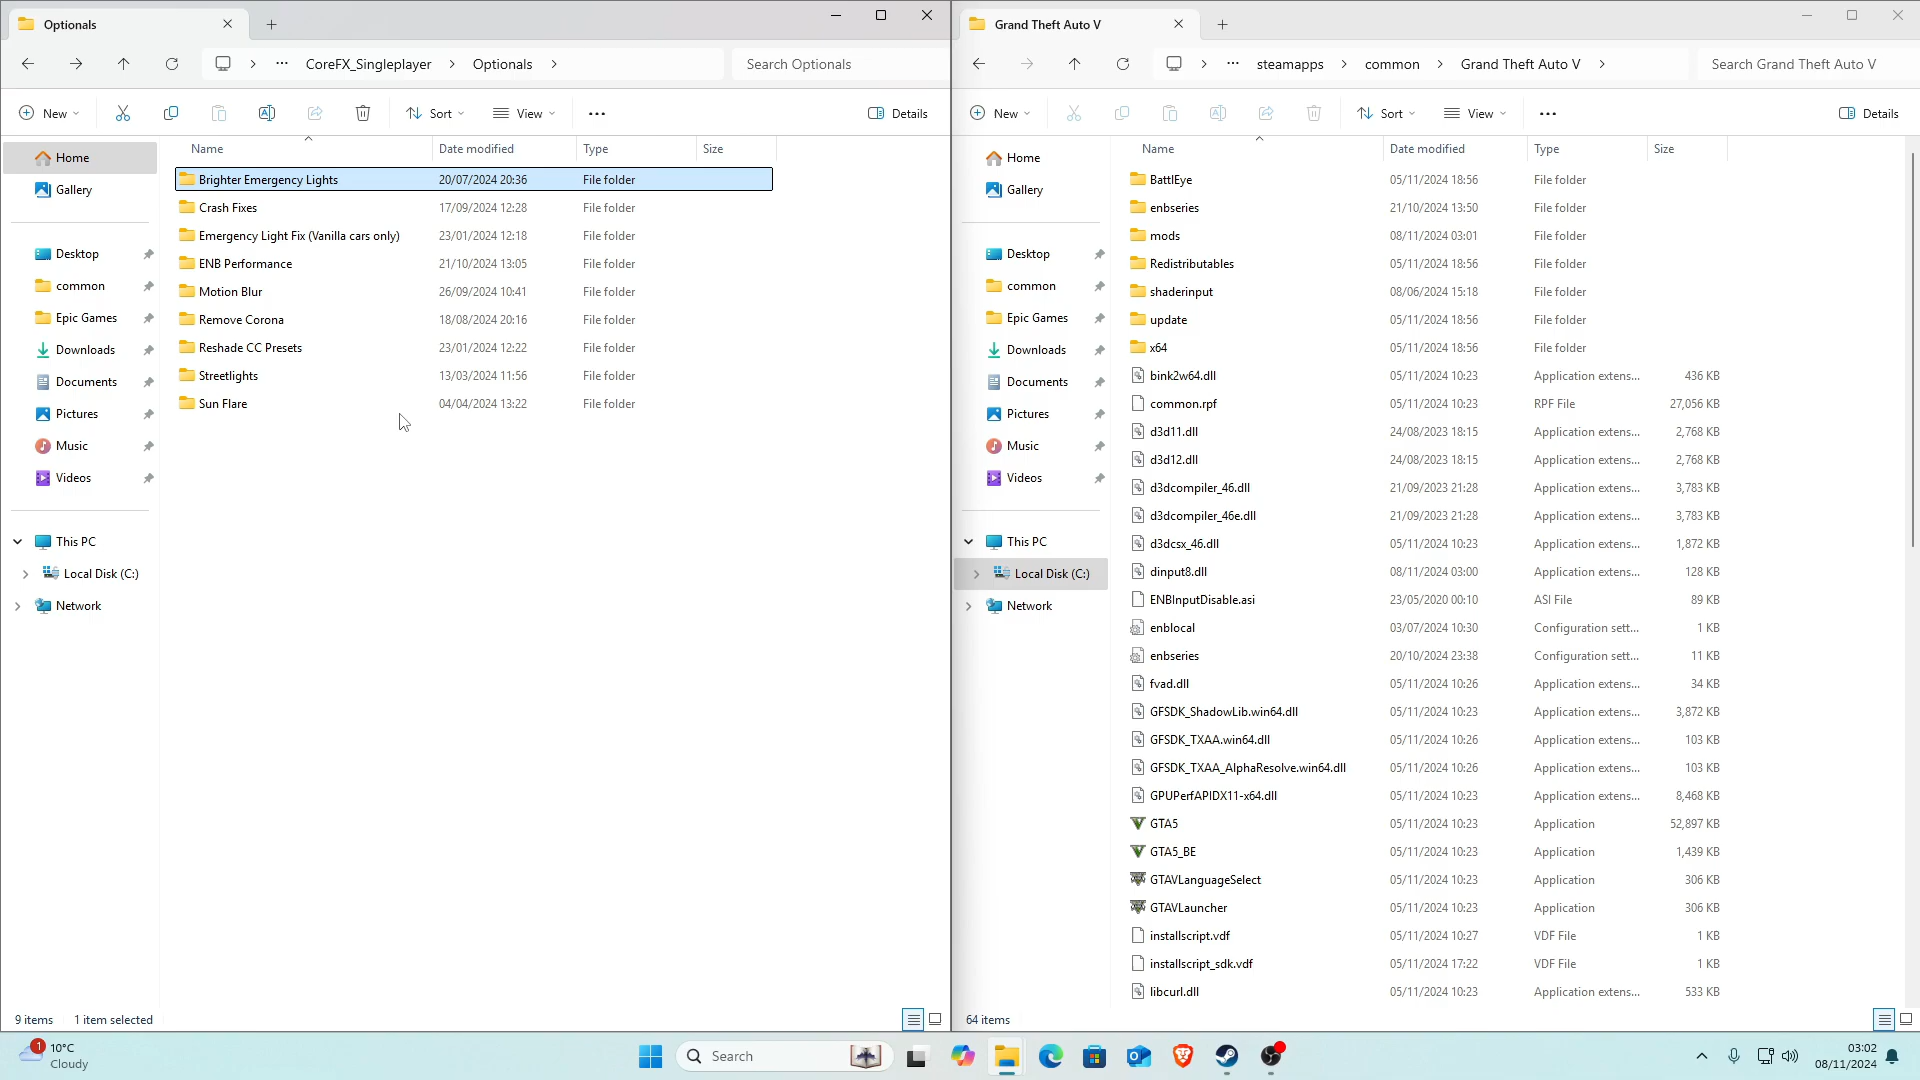 Optionals
CoreFX_Singleplayer
Optionals
Search Optionals
New
Sort
View
Details
Name
Date modified
Type
Size
Home
Gallery
Desktop
common
Epic Games
Downloads
Documents
Pictures
Music
Videos
This PC
Local Disk (C:)
Network
Brighter Emergency Lights 20/07/2024 20:36 File folder
Crash Fixes 17/09/2024 12:28 File folder
Emergency Light Fix (Vanilla cars only) 23/01/2024 12:18 File folder
ENB Performance 21/10/2024 13:05 File folder
Motion Blur 26/09/2024 10:41 File folder
Remove Corona 18/08/2024 20:16 File folder
Reshade CC Presets 23/01/2024 12:22 File folder
Streetlights 13/03/2024 11:56 File folder
Sun Flare 04/04/2024 13:22 File folder
9 items 1 item selected
Grand Theft Auto V
steamapps
common
Grand Theft Auto V
Search Grand Theft Auto V
New
Sort
View
Details
Name
Date modified
Type
Size
Home
Gallery
Desktop
common
Epic Games
Downloads
Documents
Pictures
Music
Videos
This PC
Local Disk (C:)
Network
BattlEye 05/11/2024 18:56 File folder
enbseries 21/10/2024 13:50 File folder
mods 08/11/2024 03:01 File folder
Redistributables 05/11/2024 18:56 File folder
shaderinput 08/06/2024 15:18 File folder
update 05/11/2024 18:56 File folder
x64 05/11/2024 18:56 File folder
bink2w64.dll 05/11/2024 10:23 Application extens... 436 KB
common.rpf 05/11/2024 10:23 RPF File 27,056 KB
d3d11.dll 24/08/2023 18:15 Application extens... 2,768 KB
d3d12.dll 24/08/2023 18:15 Application extens... 2,768 KB
d3dcompiler_46.dll 21/09/2023 21:28 Application extens... 3,783 KB
d3dcompiler_46e.dll 21/09/2023 21:28 Application extens... 3,783 KB
d3dcsx_46.dll 05/11/2024 10:23 Application extens... 1,872 KB
dinput8.dll 08/11/2024 03:00 Application extens... 128 KB
ENBInputDisable.asi 23/05/2020 00:10 ASI File 89 KB
enblocal 03/07/2024 10:30 Configuration sett... 1 KB
enbseries 20/10/2024 23:38 Configuration sett... 11 KB
fvad.dll 05/11/2024 10:26 Application extens... 34 KB
GFSDK_ShadowLib.win64.dll 05/11/2024 10:23 Application extens... 3,872 KB
GFSDK_TXAA.win64.dll 05/11/2024 10:26 Application extens... 103 KB
GFSDK_TXAA_AlphaResolve.win64.dll 05/11/2024 10:26 Application extens... 103 KB
GPUPerfAPIDX11-x64.dll 05/11/2024 10:23 Application extens... 8,468 KB
GTA5 05/11/2024 10:23 Application 52,897 KB
GTA5_BE 05/11/2024 10:23 Application 1,439 KB
GTAVLanguageSelect 05/11/2024 10:23 Application 306 KB
GTAVLauncher 05/11/2024 10:23 Application 306 KB
installscript.vdf 05/11/2024 10:27 VDF File 1 KB
installscript_sdk.vdf 05/11/2024 17:22 VDF File 1 KB
libcurl.dll 05/11/2024 10:23 Application extens... 533 KB
64 items
1
10°C
Cloudy
Search
03:02
08/11/2024